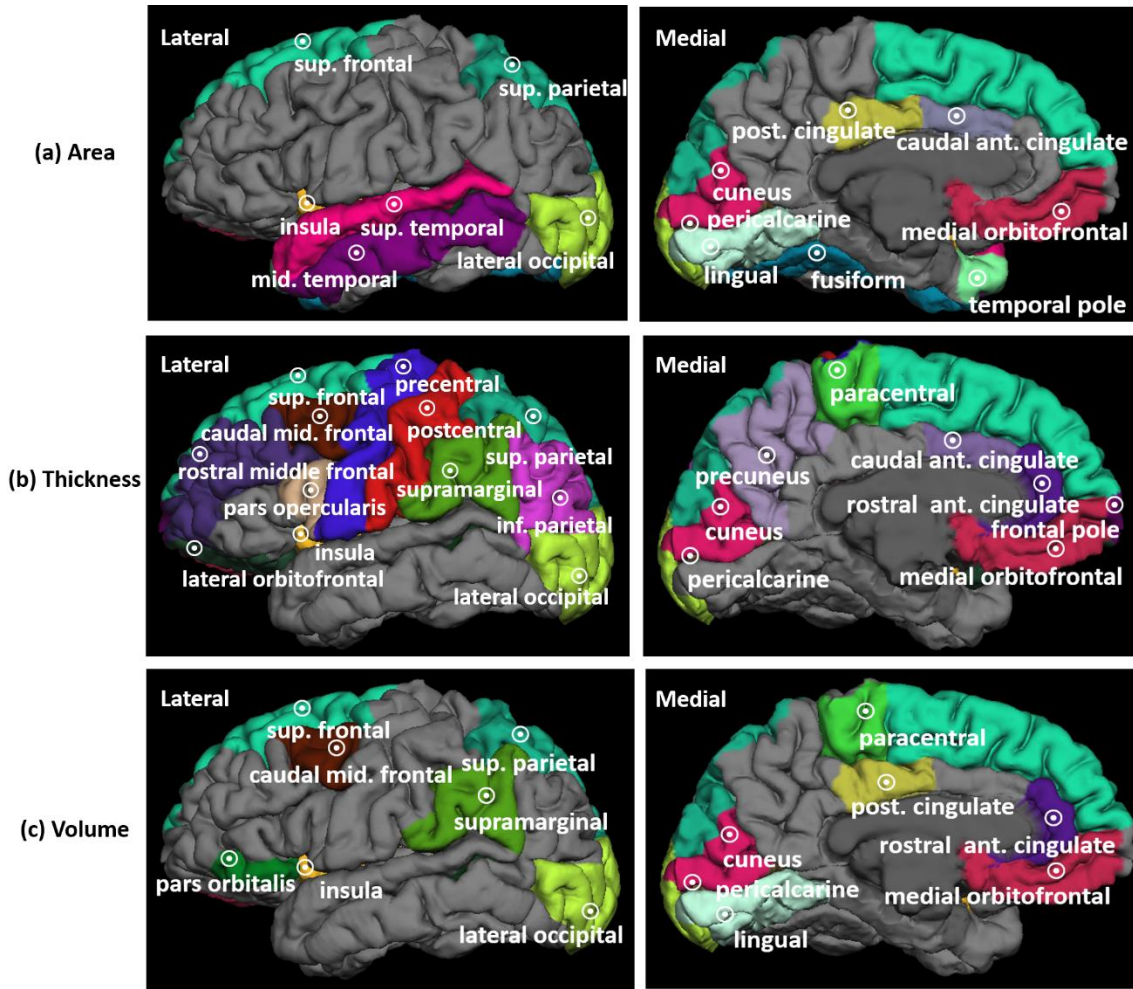 Lateral
sup. frontal
sup. parietal
insula
sup. temporal
mid. temporal
lateral occipital
Medial
post. cingulate
caudal ant. cingulate
cuneus
pericalcarine
medial orbitofrontal
lingual
fusiform
temporal pole
(a) Area
Lateral
precentral
sup. frontal
caudal mid. frontal
postcentral
rostral middle frontal
sup. parietal
pars opercularis
supramarginal
inf. parietal
insula
lateral orbitofrontal
lateral occipital
Medial
paracentral
precuneus
caudal ant. cingulate
rostral ant. cingulate
cuneus
frontal pole
pericalcarine
medial orbitofrontal
(b) Thickness
Lateral
sup. frontal
caudal mid. frontal
sup. parietal
supramarginal
pars orbitalis
insula
lateral occipital
Medial
paracentral
post. cingulate
cuneus
rostral ant. cingulate
pericalcarine
medial orbitofrontal
lingual
(c) Volume